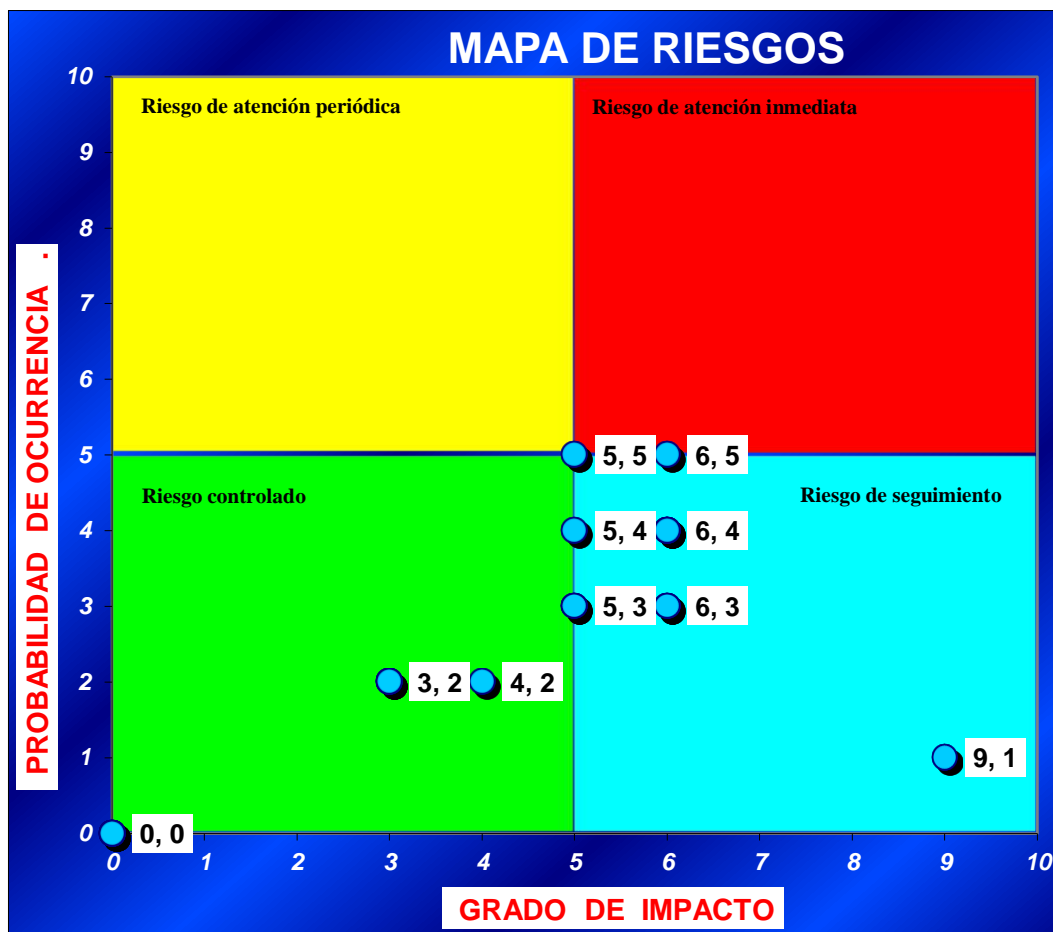 MAPA DE RIESGOS
10
Riesgo de atención periódica
Riesgo de atención inmediata
9
8
7
6
5
5, 5
6, 5
Riesgo controlado
Riesgo de seguimiento
4
5, 4
6, 4
3
5, 3
6, 3
2
3, 2
4, 2
1
9, 1
0
0, 0
0 1 2 3 4 5 6 7 8 9 10
PROBABILIDAD DE OCURRENCIA .
GRADO DE IMPACTO